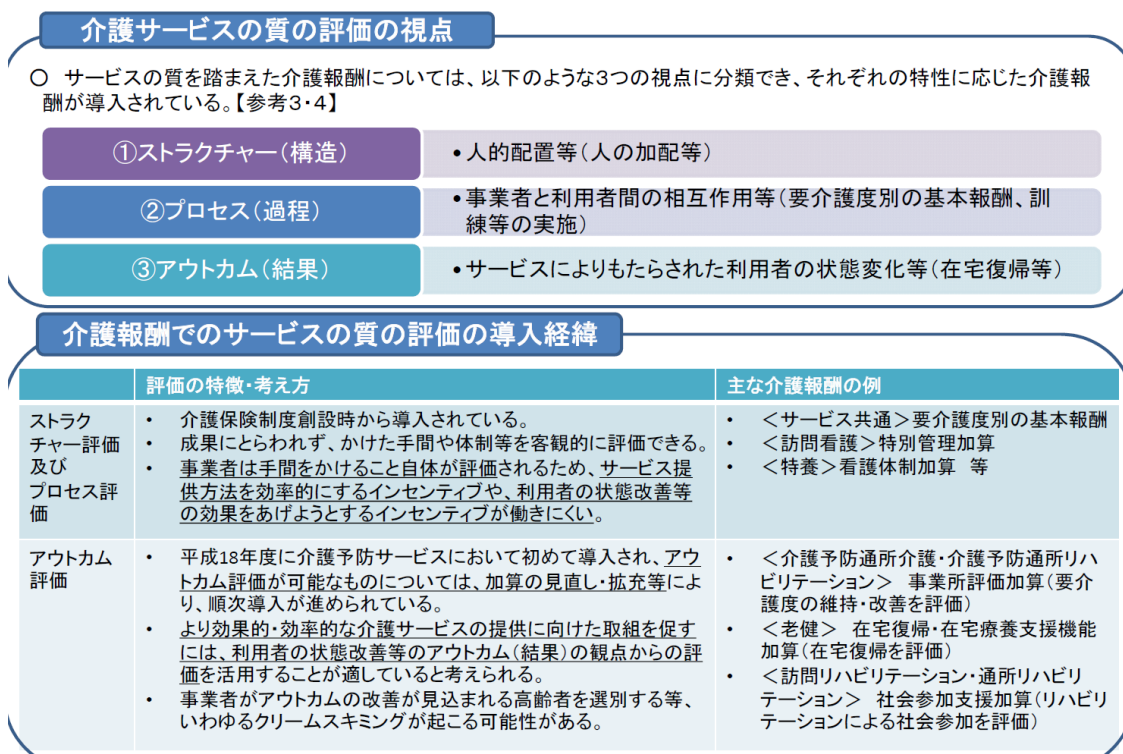 介護サービスの質の評価の視点
○　サービスの質を踏まえた介護報酬については、以下のような3つの視点に分類でき、それぞれの特性に応じた介護報
酬が導入されている。【参考3・4】
①ストラクチャー（構造）
•人的配置等（人の加配等）
②プロセス（過程）
•事業者と利用者間の相互作用等（要介護度別の基本報酬、訓
練等の実施）
③アウトカム（結果）
•サービスによりもたらされた利用者の状態変化等（在宅復帰等）
介護報酬でのサービスの質の評価の導入経緯
評価の特徴・考え方
主な介護報酬の例
ストラク
チャー評価
及び
プロセス評
価
•　介護保険制度創設時から導入されている。
•　成果にとらわれず、かけた手間や体制等を客観的に評価できる。
•　事業者は手間をかけること自体が評価されるため、サービス提
供方法を効率的にするインセンティブや、利用者の状態改善等
の効果をあげようとするインセンティブが働きにくい。
•　＜サービス共通＞要介護度別の基本報酬
•　＜訪問看護＞特別管理加算
•　＜特養＞看護体制加算　等
アウトカム
評価
•　平成18年度に介護予防サービスにおいて初めて導入され、アウ
トカム評価が可能なものについては、加算の見直し・拡充等によ
り、順次導入が進められている。
•　より効果的・効率的な介護サービスの提供に向けた取組を促す
には、利用者の状態改善等のアウトカム（結果）の観点からの評
価を活用することが適していると考えられる。
•　事業者がアウトカムの改善が見込まれる高齢者を選別する等、
いわゆるクリームスキミングが起こる可能性がある。
•　＜介護予防通所介護・介護予防通所リハ
ビリテーション＞　事業所評価加算（要介
護度の維持・改善を評価）
•　＜老健＞　在宅復帰・在宅療養支援機能
加算（在宅復帰を評価）
•　＜訪問リハビリテーション・通所リハビリ
テーション＞　社会参加支援加算（リハビリ
テーションによる社会参加を評価）